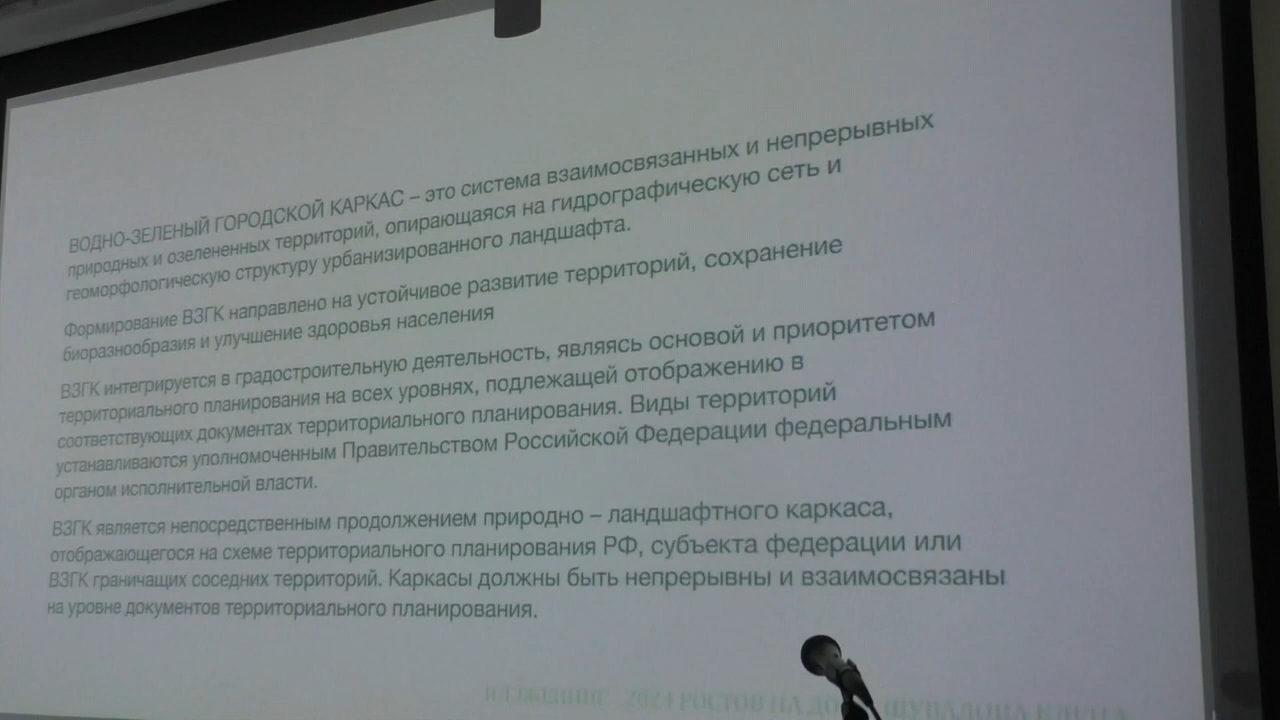 ВОДНО-ЗЕЛЕНЫЙ ГОРОДСКОЙ КАРКАС – это система взаимосвязанных и непрерывных
природных и озелененных территорий, опирающаяся на гидрографическую сеть и
геоморфологическую структуру урбанизированного ландшафта.
Формирование ВЗГК направлено на устойчивое развитие территорий, сохранение
биоразнообразия и улучшение здоровья населения
ВЗГК интегрируется в градостроительную деятельность, являясь основой и приоритетом
территориального планирования на всех уровнях, подлежащей отображению в
соответствующих документах территориального планирования. Виды территорий
устанавливаются уполномоченным Правительством Российской Федерации федеральным
органом исполнительной власти.
ВЗГК является непосредственным продолжением природно – ландшафтного каркаса,
отображающегося на схеме территориального планирования РФ, субъекта федерации или
ВЗГК граничащих соседних территорий. Каркасы должны быть непрерывны и взаимосвязаны
на уровне документов территориального планирования.
2024 РОСТОВ НА ШУВАЛОВА